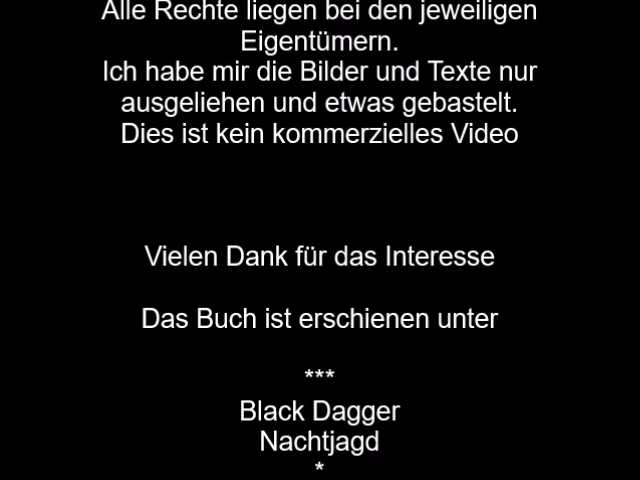 Alle Rechte liegen bei den jeweiligen
Eigentümern.
Ich habe mir die Bilder und Texte nur
ausgeliehen und etwas gebastelt.
Dies ist kein kommerzielles Video
Vielen Dank für das Interesse
Das Buch ist erschienen unter
***
Black Dagger
Nachtjagd
*